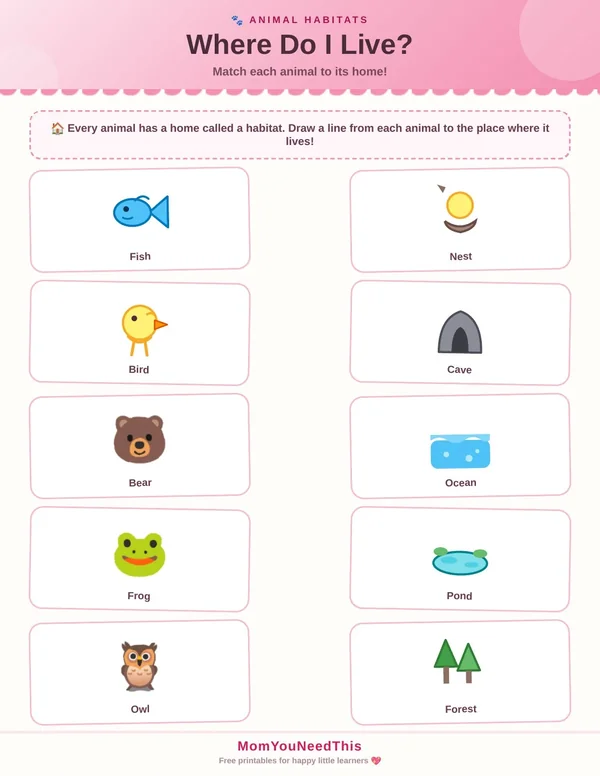 🐾 ANIMAL HABITATS
Where Do I Live?
Match each animal to its home!
🏠 Every animal has a home called a habitat. Draw a line from each animal to the place where it
lives!
Fish
Nest
Bird
Cave
Bear
Ocean
Frog
Pond
Owl
Forest
MomYouNeedThis
Free printables for happy little learners 💖